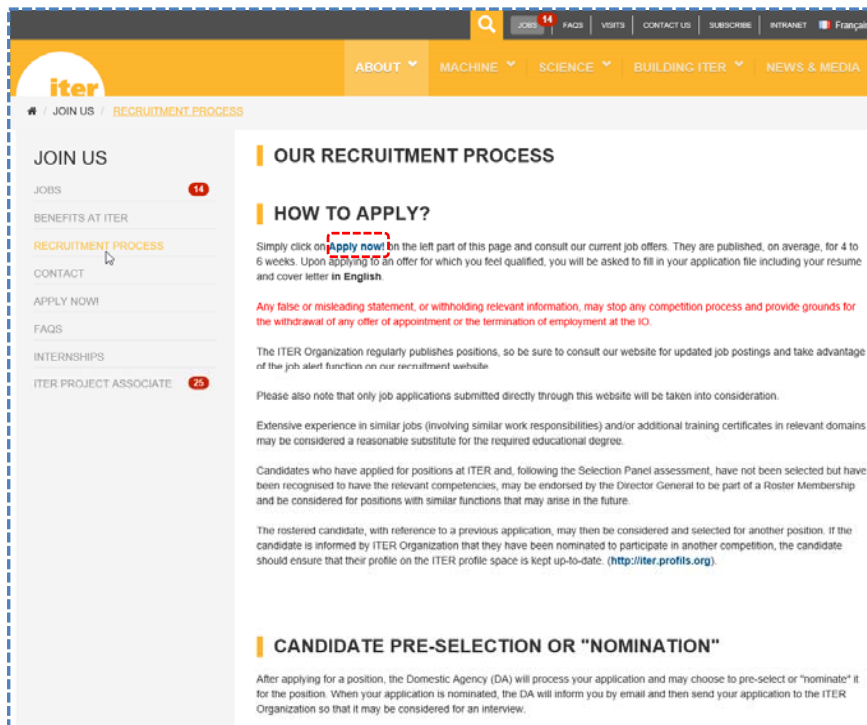 JOBS 14 FAQS VISITS CONTACT US SUBSCRIBE INTRANET Françai
iter
ABOUT MACHINE SCIENCE BUILDING ITER NEWS & MEDIA
/ JOIN US / RECRUITMENT PROCESS
JOIN US
JOBS 14
BENEFITS AT ITER
RECRUITMENT PROCESS
CONTACT
APPLY NOW!
FAQS
INTERNSHIPS
ITER PROJECT ASSOCIATE 25
OUR RECRUITMENT PROCESS
HOW TO APPLY?
Simply click on Apply now! on the left part of this page and consult our current job offers. They are published, on average, for 4 to
6 weeks. Upon applying to an offer for which you feel qualified, you will be asked to fill in your application file including your resume
and cover letter in English.
Any false or misleading statement, or withholding relevant information, may stop any competition process and provide grounds for
the withdrawal of any offer of appointment or the termination of employment at the IO.
The ITER Organization regularly publishes positions, so be sure to consult our website for updated job postings and take advantage
of the job alert function on our recruitment website.
Please also note that only job applications submitted directly through this website will be taken into consideration.
Extensive experience in similar jobs (involving similar work responsibilities) and/or additional training certificates in relevant domains
may be considered a reasonable substitute for the required educational degree.
Candidates who have applied for positions at ITER and, following the Selection Panel assessment, have not been selected but have
been recognised to have the relevant competencies, may be endorsed by the Director General to be part of a Roster Membership
and be considered for positions with similar functions that may arise in the future.
The rostered candidate, with reference to a previous application, may then be considered and selected for another position. If the
candidate is informed by ITER Organization that they have been nominated to participate in another competition, the candidate
should ensure that their profile on the ITER profile space is kept up-to-date. (http://iter.profils.org).
CANDIDATE PRE-SELECTION OR "NOMINATION"
After applying for a position, the Domestic Agency (DA) will process your application and may choose to pre-select or "nominate" it
for the position. When your application is nominated, the DA will inform you by email and then send your application to the ITER
Organization so that it may be considered for an interview.